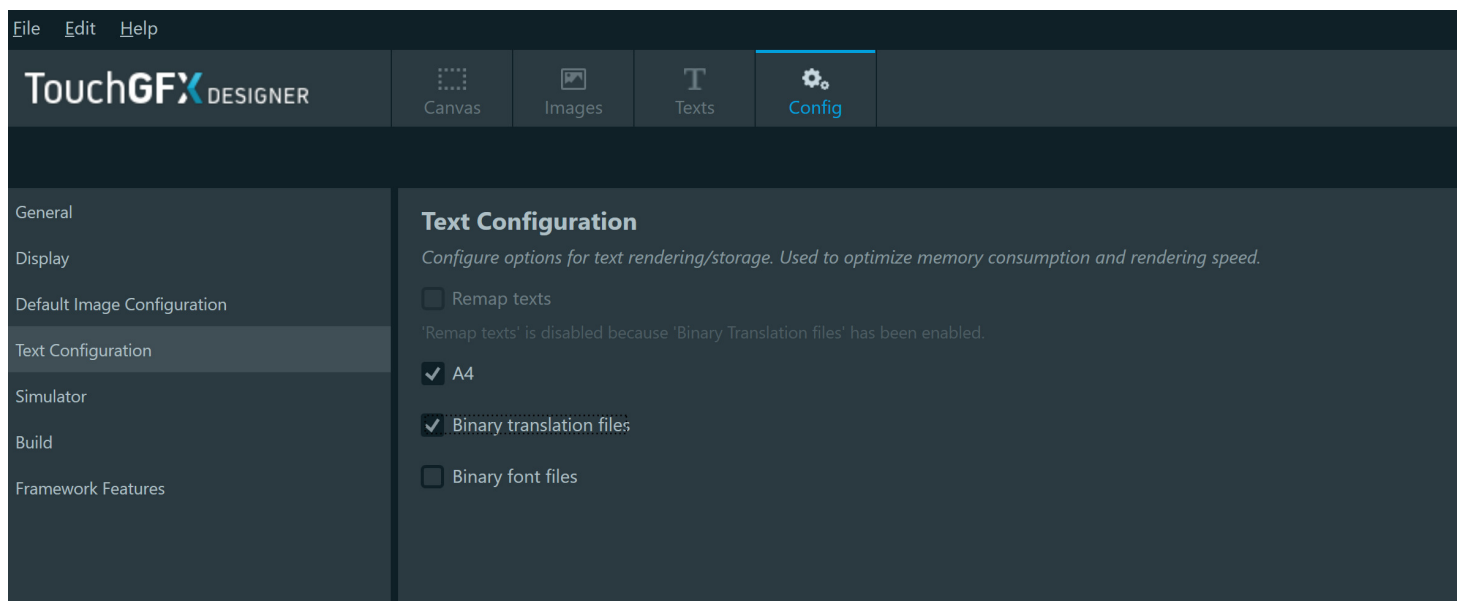 File Edit Help
TouchGFX DESIGNER
Canvas Images Texts Config
General
Display
Default Image Configuration
Text Configuration
Simulator
Build
Framework Features
Text Configuration
Configure options for text rendering/storage. Used to optimize memory consumption and rendering speed.
Remap texts
'Remap texts' is disabled because 'Binary Translation files' has been enabled.
A4
Binary translation files
Binary font files